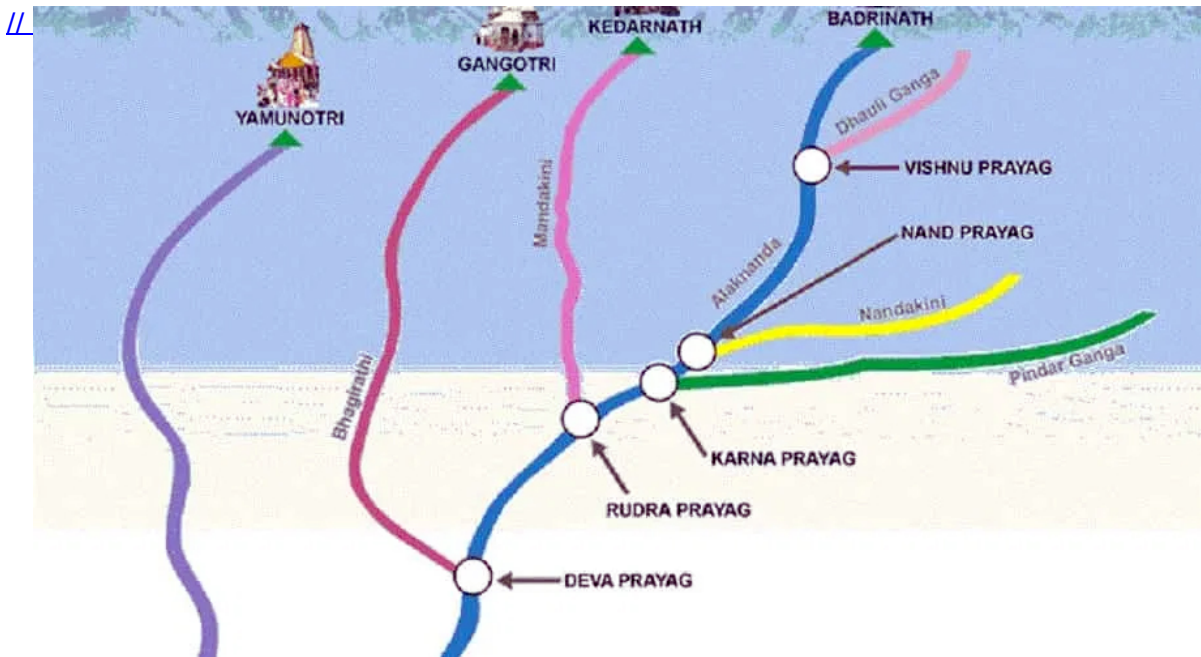 //
BADRINATH
KEDARNATH
GANGOTRI
YAMUNOTRI
Dhauli Ganga
VISHNU PRAYAG
Mandakini
NAND PRAYAG
Alaknanda
Nandakini
Pindar Ganga
Bhagirathi
KARNA PRAYAG
RUDRA PRAYAG
DEVA PRAYAG